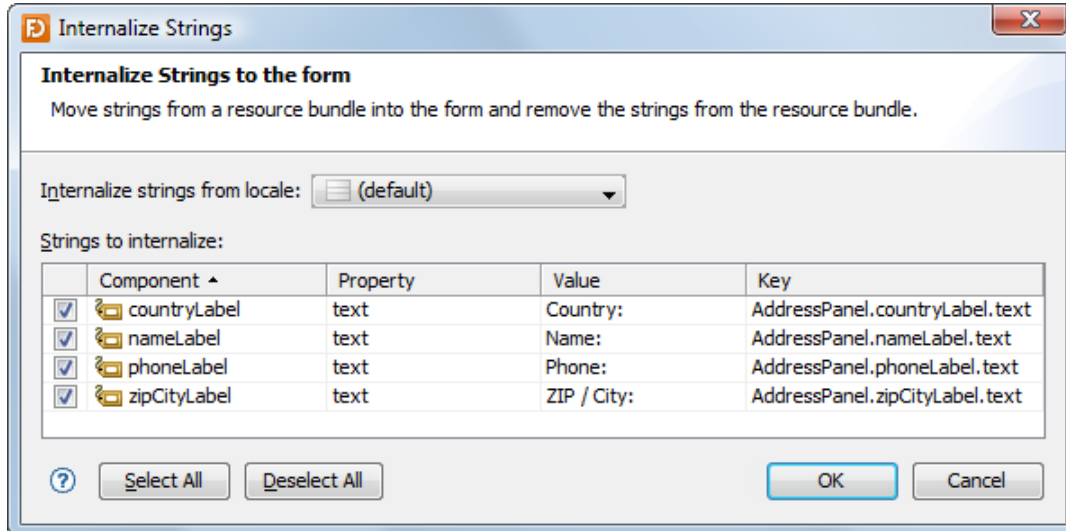 Internalize Strings
Internalize Strings to the form
Move strings from a resource bundle into the form and remove the strings from the resource bundle.
Internalize strings from locale: (default)
Strings to internalize:
Component Property Value Key
countryLabel text Country: AddressPanel.countryLabel.text
nameLabel text Name: AddressPanel.nameLabel.text
phoneLabel text Phone: AddressPanel.phoneLabel.text
zipCityLabel text ZIP / City: AddressPanel.zipCityLabel.text
? Select All Deselect All OK Cancel